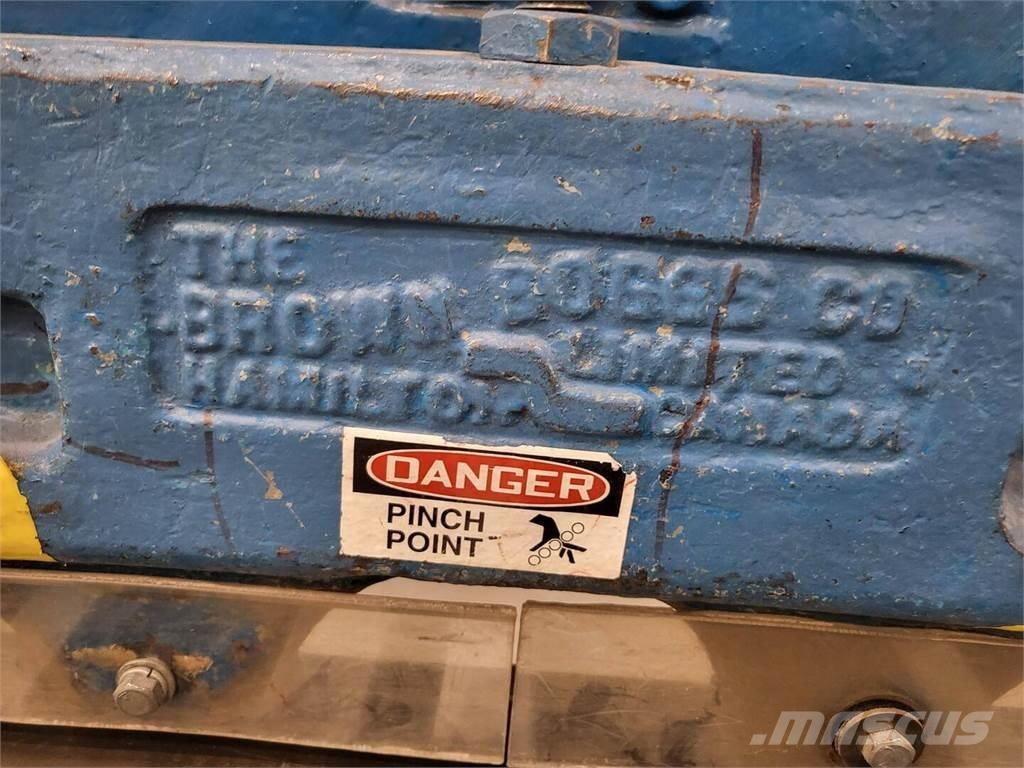 THE
BROWN BOGGS CO
LIMITED
HAMILTON CANADA
DANGER
PINCH
POINT
mascus